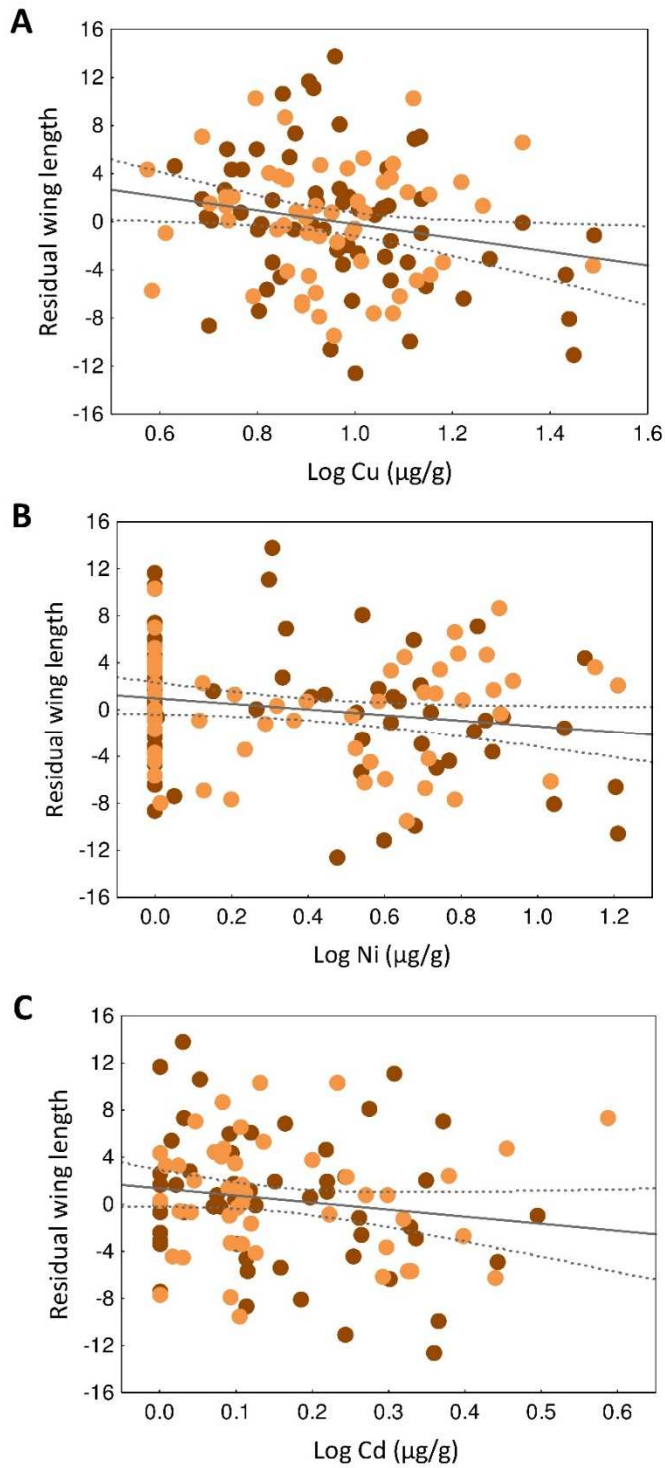 A
16
12
8
4
0
-4
-8
-12
-16
Residual wing length
0.6 0.8 1.0 1.2 1.4 1.6
Log Cu (µg/g)
B
16
12
8
4
0
-4
-8
-12
-16
Residual wing length
0.0 0.2 0.4 0.6 0.8 1.0 1.2
Log Ni (µg/g)
C
16
12
8
4
0
-4
-8
-12
-16
Residual wing length
0.0 0.1 0.2 0.3 0.4 0.5 0.6
Log Cd (µg/g)